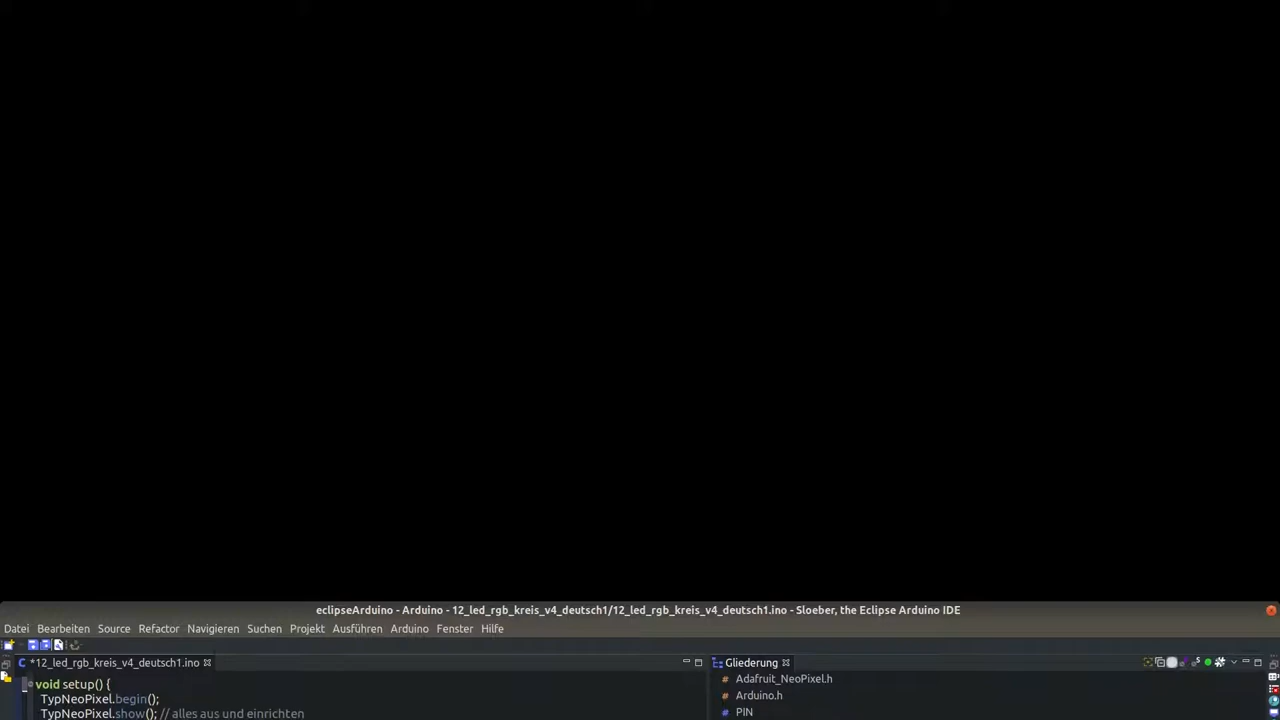 eclipseArduino - Arduino - 12_led_rgb_kreis_v4_deutsch1/12_led_rgb_kreis_v4_deutsch1.ino - Sloeber, the Eclipse Arduino IDE
Datei Bearbeiten Source Refactor Navigieren Suchen Projekt Ausführen Arduino Fenster Hilfe
*12_led_rgb_kreis_v4_deutsch1.ino
void setup() {
TypNeoPixel.begin();
TypNeoPixel.show(); // alles aus und einrichten
Gliederung
Adafruit_NeoPixel.h
Arduino.h
PIN